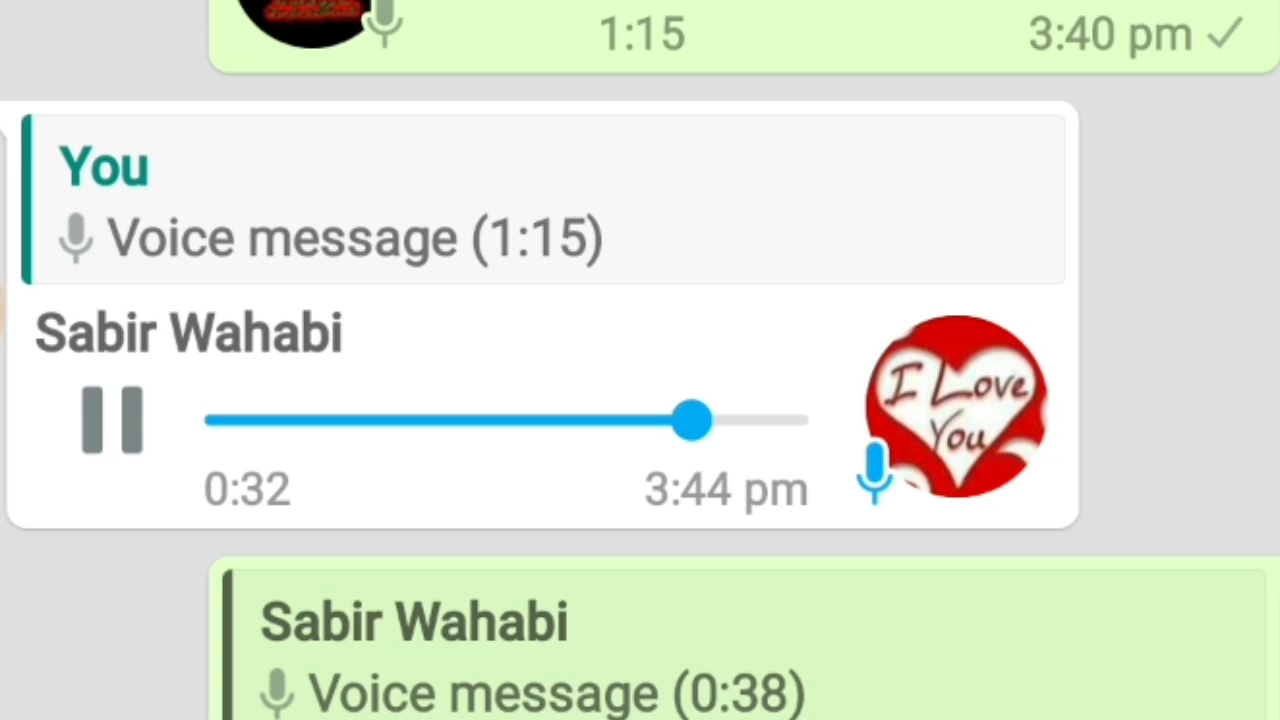 1:15 3:40 pm
You
Voice message (1:15)
Sabir Wahabi
I Love
You
0:32 3:44 pm
Sabir Wahabi
Voice message (0:38)